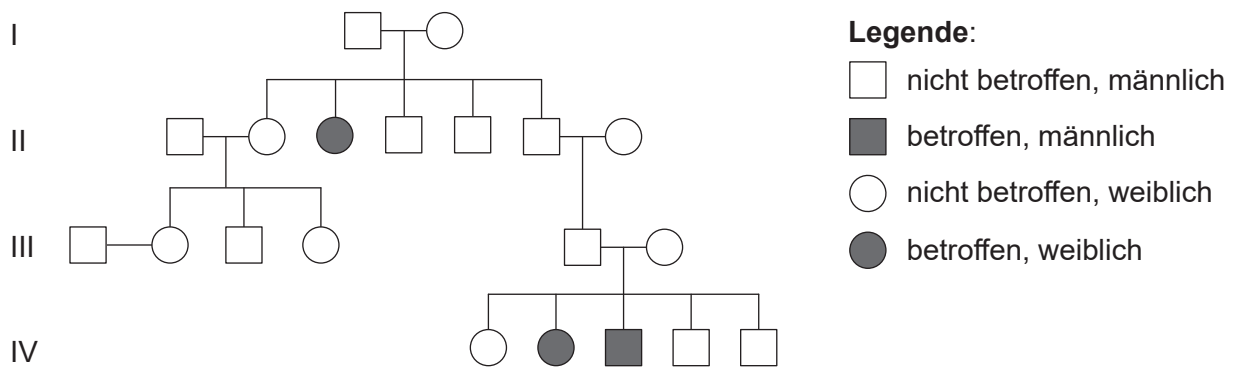 I
II
III
IV
Legende:
nicht betroffen, männlich
betroffen, männlich
nicht betroffen, weiblich
betroffen, weiblich